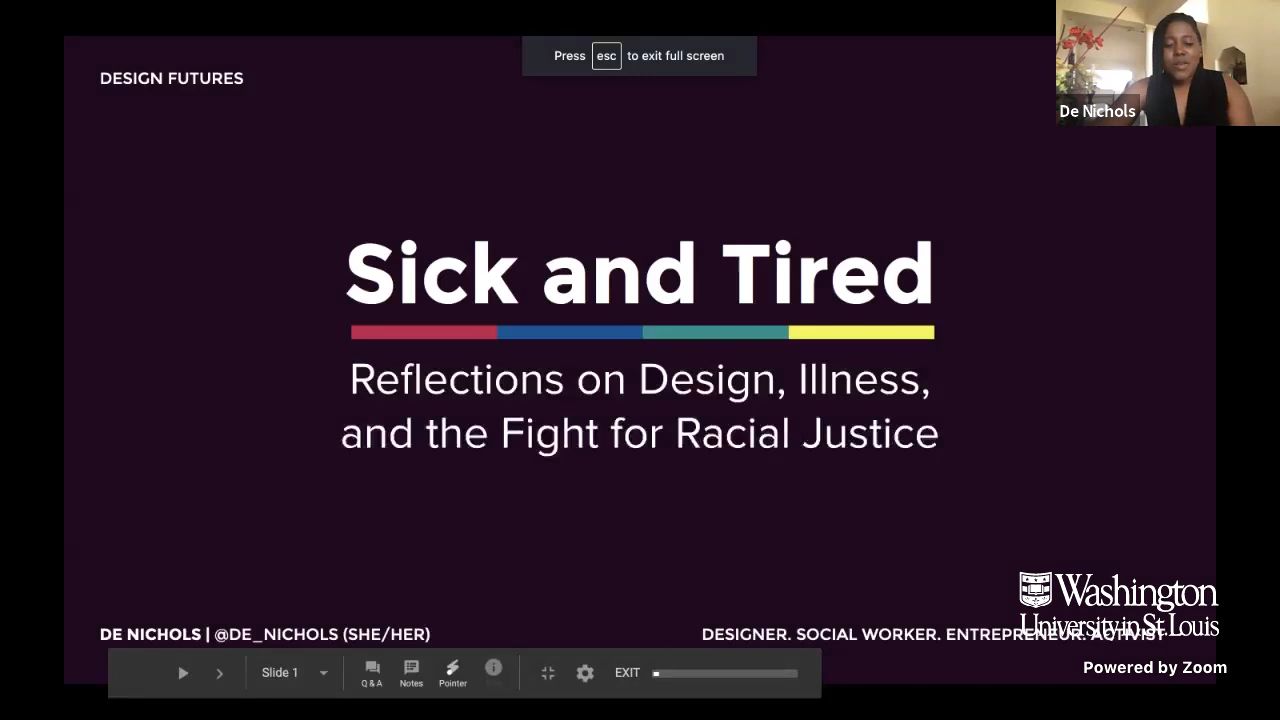 DESIGN FUTURES
Press esc to exit full screen
De Nichols
Sick and Tired
Reflections on Design, Illness,
and the Fight for Racial Justice
Washington
University in St. Louis
DE NICHOLS | @DE_NICHOLS (SHE/HER)
DESIGNER. SOCIAL WORKER. ENTREPRENEUR. ACTIVIST.
Powered by Zoom
Slide 1
Q & A
Notes
Pointer
EXIT